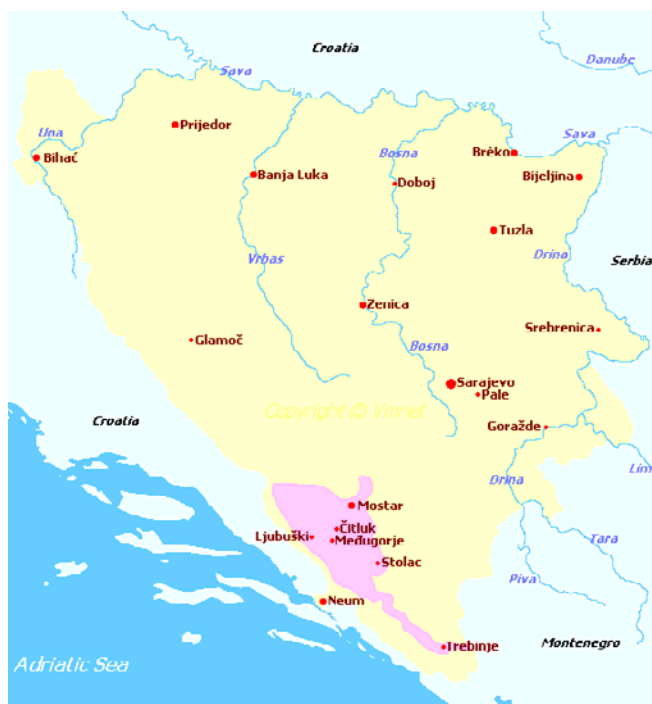 Croatia
Danube
Sava
Una
Prijedor
Bosna
Brčko
Sava
Bihać
Banja Luka
Doboj
Bijeljina
Tuzla
Vrbas
Drina
Serbia
Zenica
Srebrenica
Glamoč
Bosna
Sarajevo
Pale
Copyright © Vinnet
Croatia
Goražde
Drina
Lim
Mostar
Čitluk
Ljubuški
Međugorje
Tara
Stolac
Piva
Neum
Trebinje
Montenegro
Adriatic Sea